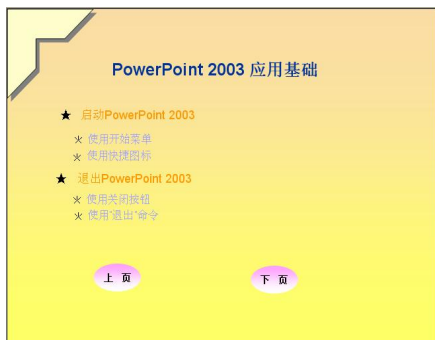 PowerPoint 2003 应用基础
★ 启动PowerPoint 2003
使用开始菜单
使用快捷图标
★ 退出PowerPoint 2003
使用关闭按钮
使用"退出"命令
上 页
下 页